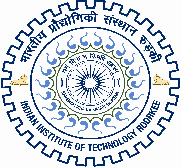 भारतीय प्रौद्योगिकी संस्थान रुड़की
INDIAN INSTITUTE OF TECHNOLOGY ROORKEE